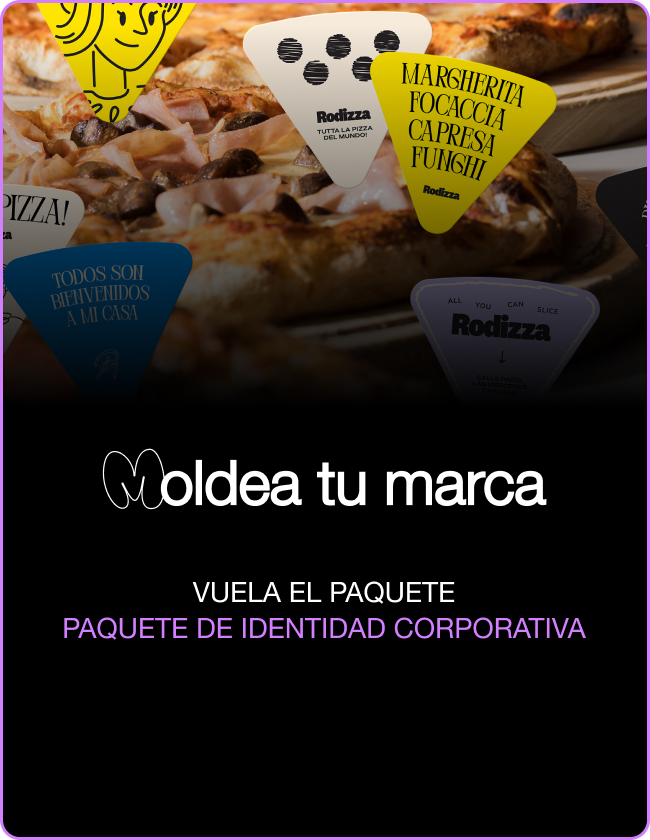 Rodizza
TUTTA LA PIZZA
DEL MUNDO!
MARGHERITA
FOCACCIA
CAPRESA
FUNGHI
Rodizza
PIZZA!
za
TODOS SON
BIENVENIDOS
A MI CASA
ALL YOU CAN SLICE
Rodizza
Moldea tu marca
VUELA EL PAQUETE
PAQUETE DE IDENTIDAD CORPORATIVA